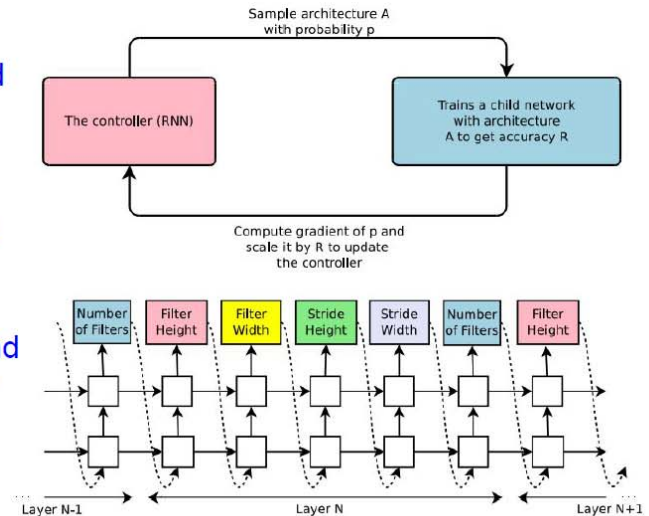 Sample architecture A
with probability p
d
The controller (RNN)
Trains a child network
with architecture
A to get accuracy R
Compute gradient of p and
scale it by R to update
the controller
Number
of Filters
Filter
Height
Filter
Width
Stride
Height
Stride
Width
Number
of Filters
Filter
Height
nd
... Layer N-1
Layer N
Layer N+1 ...